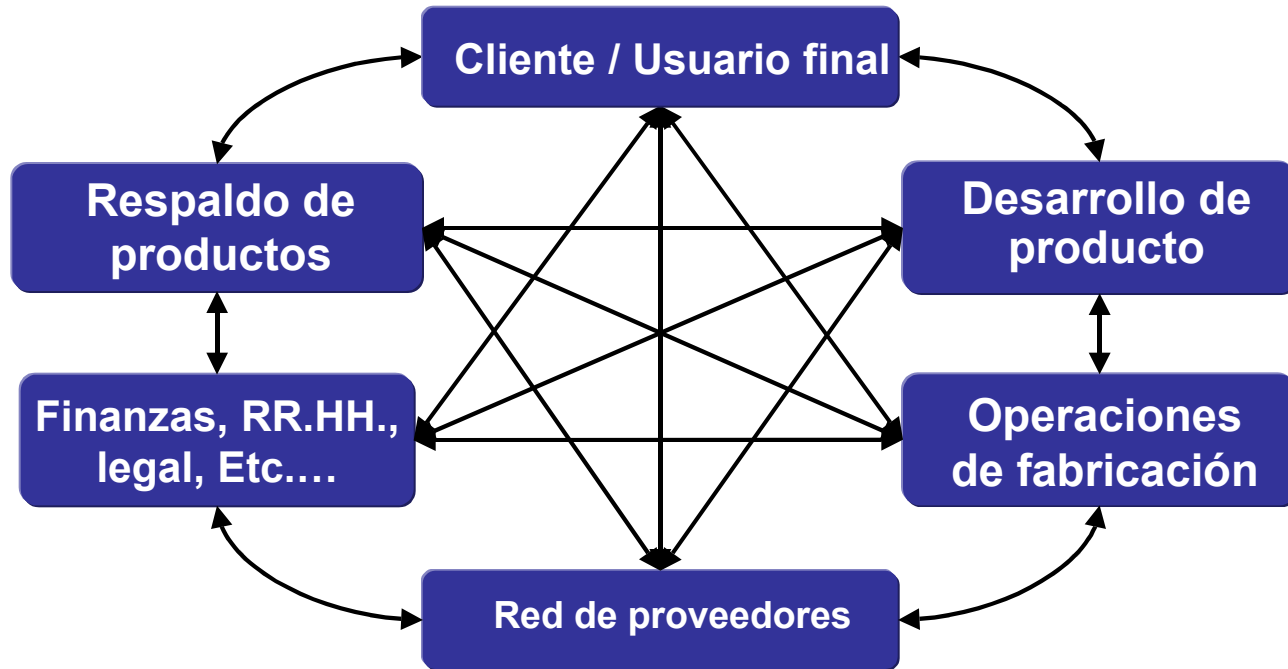 Cliente / Usuario final
Respaldo de
productos
Desarrollo de
producto
Finanzas, RR.HH.,
legal, Etc.…
Operaciones
de fabricación
Red de proveedores